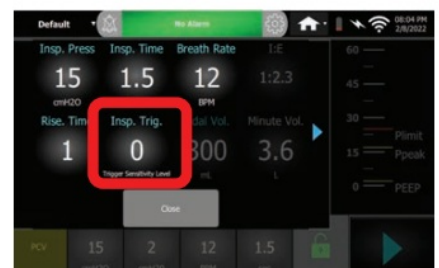 Default No Alarm 08:04 PM
2/8/2022
Insp. Press Insp. Time Breath Rate I:E 60
15 1.5 12 1:2.3
cmH2O BPM 45
Rise. Time Insp. Trig. Tidal Vol. Minute Vol. 30
Plimit
1 0 300 3.6 15 Ppeak
Trigger Sensitivity Level mL L
0 PEEP
Close
PCV 15 2 12 1.5